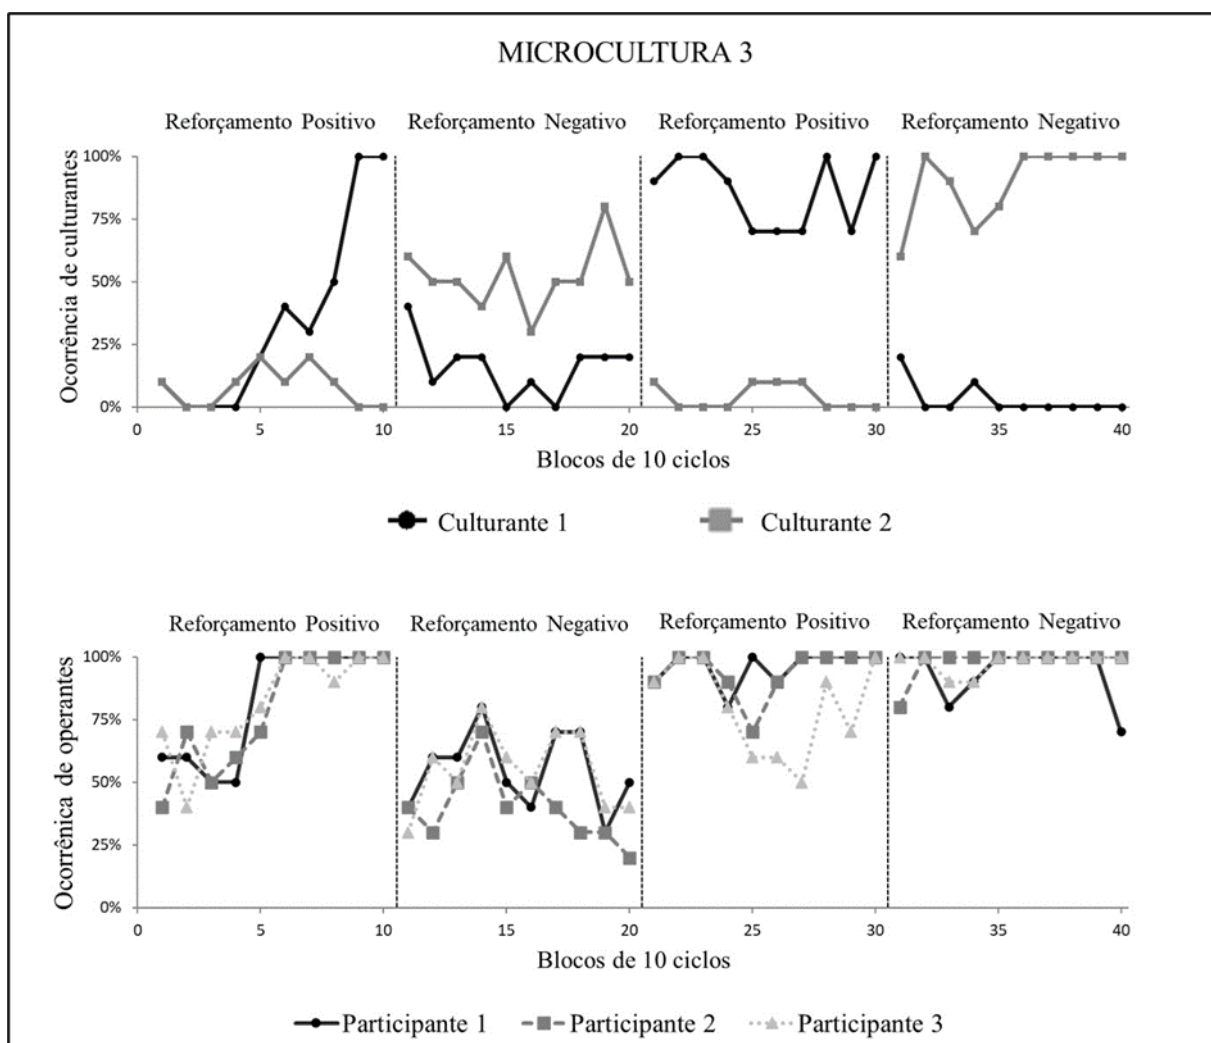 MICROCULTURA 3
Reforçamento Positivo Reforçamento Negativo Reforçamento Positivo Reforçamento Negativo
Ocorrência de culturantes
100%
75%
50%
25%
0%
0 5 10 15 20 25 30 35 40
Blocos de 10 ciclos
Culturante 1 Culturante 2
Reforçamento Positivo Reforçamento Negativo Reforçamento Positivo Reforçamento Negativo
Ocorrênica de operantes
100%
75%
50%
25%
0%
0 5 10 15 20 25 30 35 40
Blocos de 10 ciclos
Participante 1 Participante 2 Participante 3